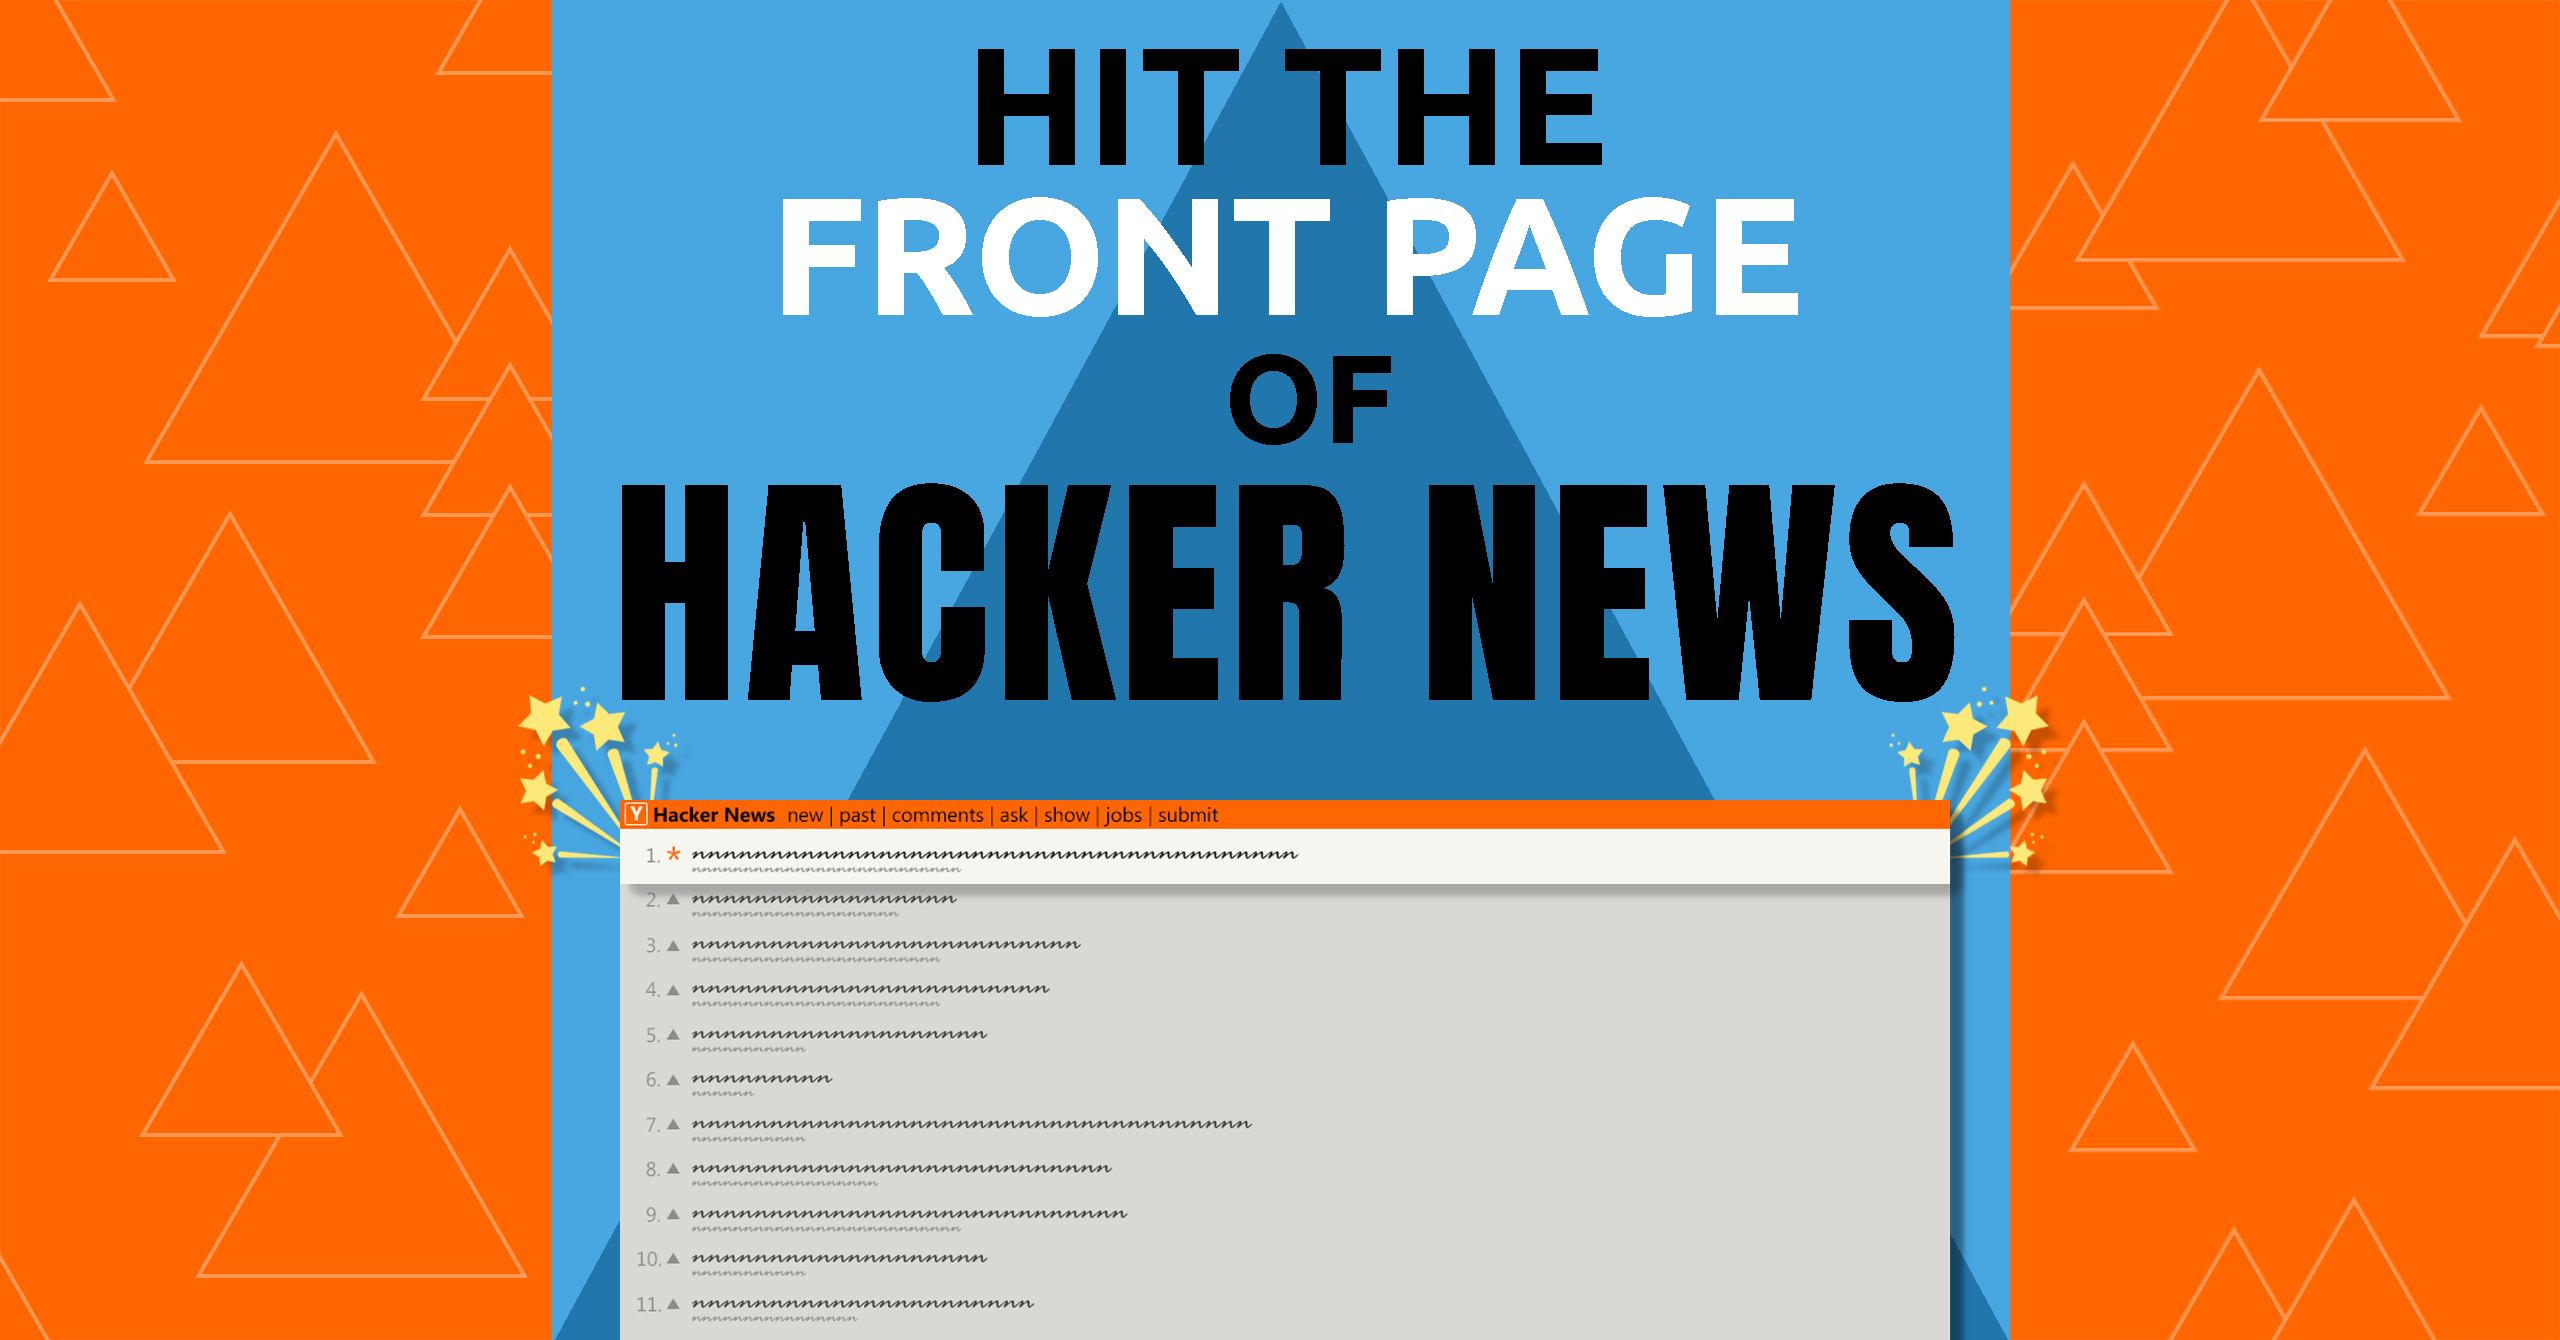 HIT THE
FRONT PAGE
OF
HACKER NEWS
Y Hacker News new | past | comments | ask | show | jobs | submit
1. *
2.
3.
4.
5.
6.
7.
8.
9.
10.
11.